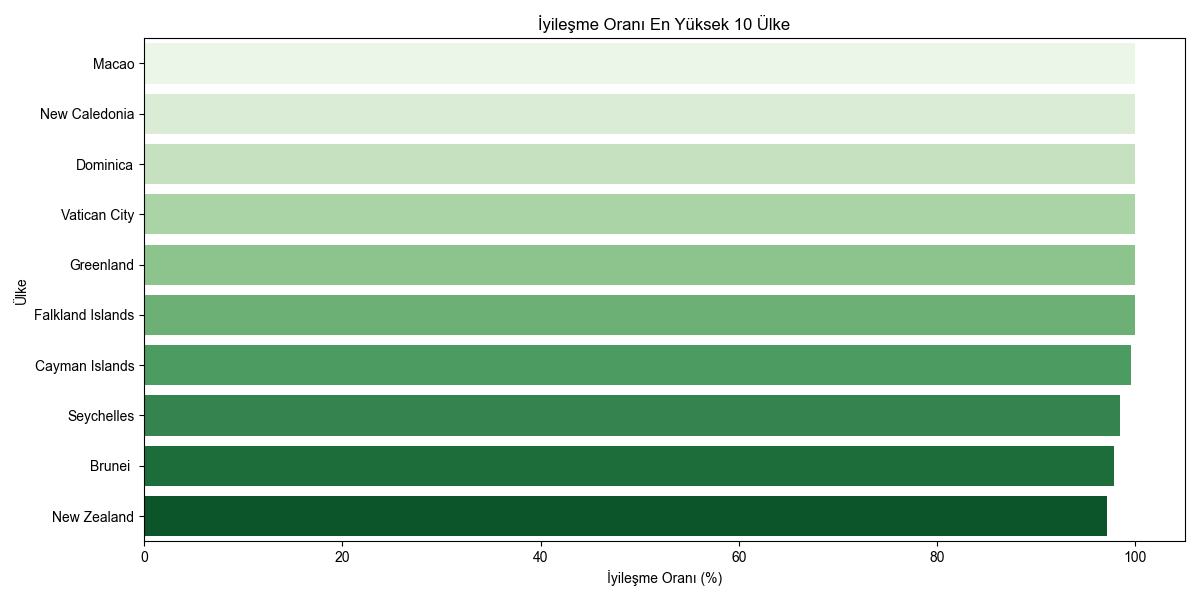 İyileşme Oranı En Yüksek 10 Ülke
Macao
New Caledonia
Dominica
Vatican City
Greenland
Falkland Islands
Cayman Islands
Seychelles
Brunei
New Zealand
Ülke
0 20 40 60 80 100
İyileşme Oranı (%)